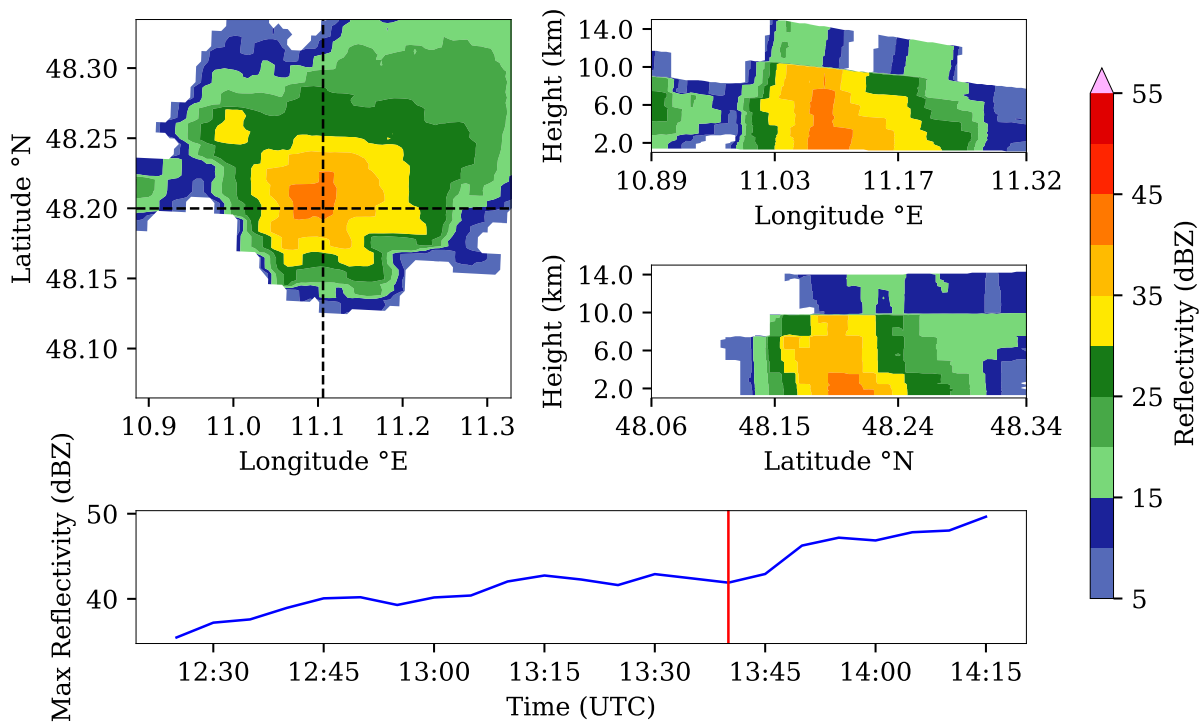 48.30
48.25
48.20
48.15
48.10
Latitude °N
10.9 11.0 11.1 11.2 11.3
Longitude °E
14.0
10.0
6.0
2.0
Height (km)
10.89 11.03 11.17 11.32
Longitude °E
14.0
10.0
6.0
2.0
Height (km)
48.06 48.15 48.24 48.34
Latitude °N
55
45
35
25
15
5
Reflectivity (dBZ)
50
40
Max Reflectivity (dBZ)
12:30 12:45 13:00 13:15 13:30 13:45 14:00 14:15
Time (UTC)